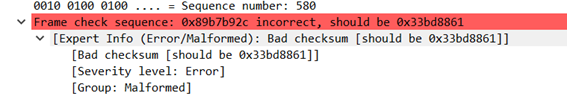 0010 0100 0100 .... = Sequence number: 580
Frame check sequence: 0x89b7b92c incorrect, should be 0x33bd8861
[Expert Info (Error/Malformed): Bad checksum [should be 0x33bd8861]]
[Bad checksum [should be 0x33bd8861]]
[Severity level: Error]
[Group: Malformed]